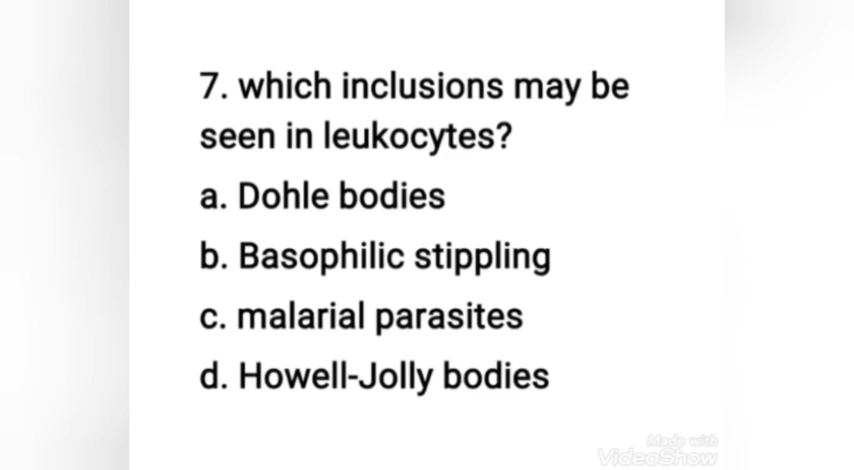 7. which inclusions may be
seen in leukocytes?
a. Dohle bodies
b. Basophilic stippling
c. malarial parasites
d. Howell-Jolly bodies
Made with
VideoShow